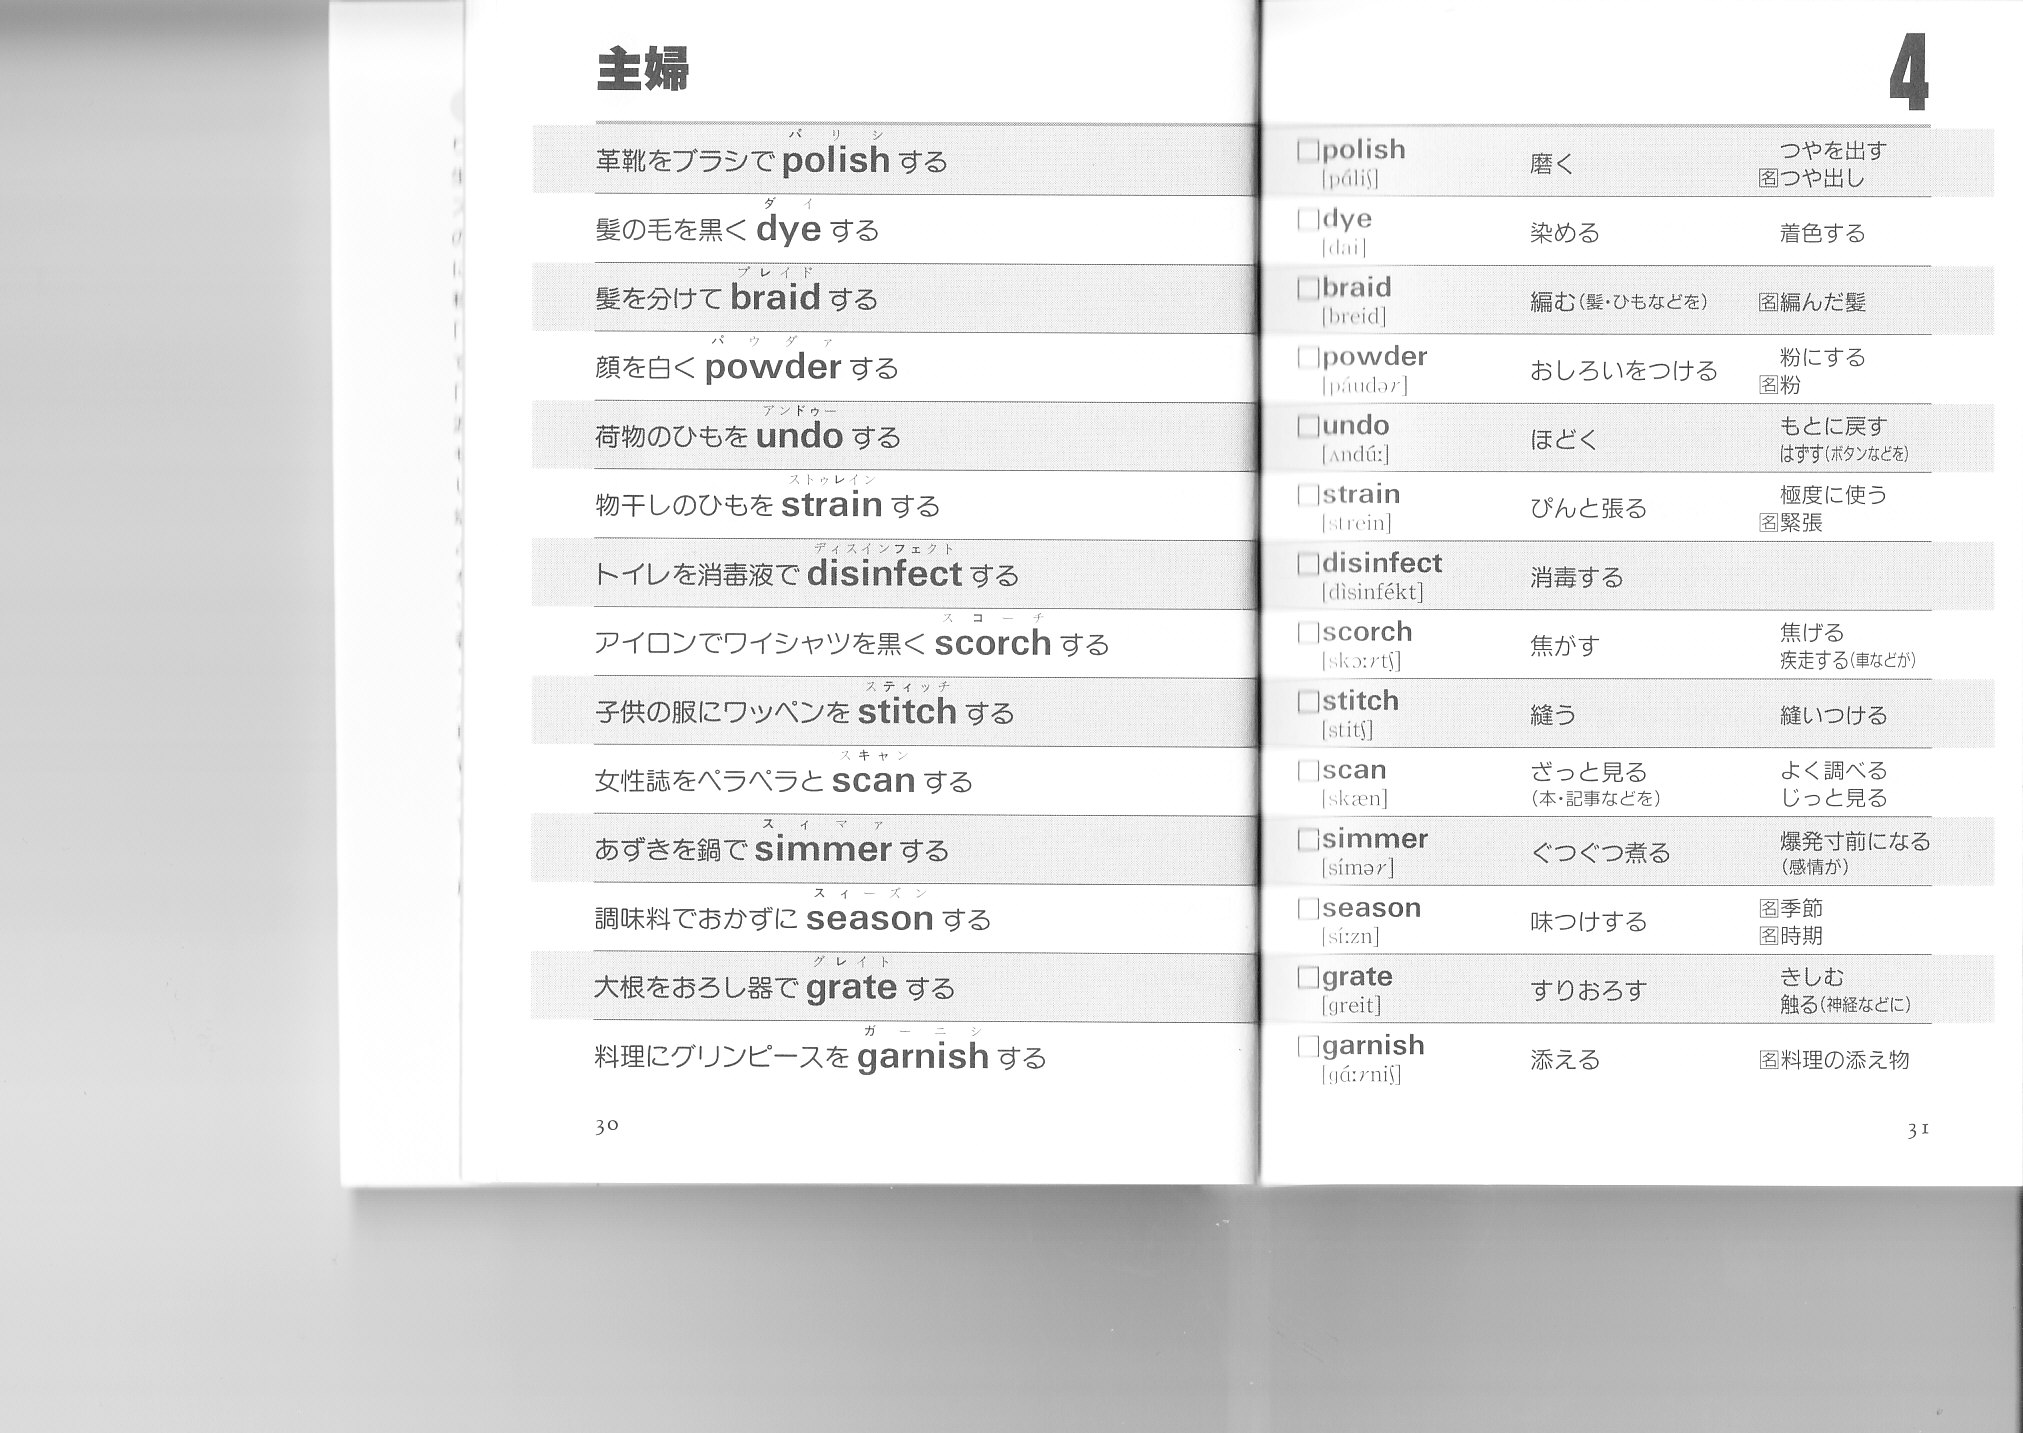 主婦
パリシ
革靴をブラシで polish する
ダイ
髪の毛を黒く dye する
ブレイド
髪を分けて braid する
パウダァ
顔を白く powder する
アンドゥー
荷物のひもを undo する
ストゥレイン
物干しのひもを strain する
ディスインフェクト
トイレを消毒液で disinfect する
スコーチ
アイロンでワイシャツを黒く scorch する
スティッチ
子供の服にワッペンを stitch する
スキャン
女性誌をペラペラと scan する
スィマァ
あずきを鍋で simmer する
スィーズン
調味料でおかずに season する
グレイト
大根をおろし器で grate する
ガーニシ
料理にグリンピースを garnish する
30
4
□polish 磨く つやを出す
[páliʃ] 名つや出し
□dye 染める 着色する
[dai]
□braid 編む(髪・ひもなどを) 名編んだ髪
[breid]
□powder おしろいをつける 粉にする
[páudər] 名粉
□undo ほどく もとに戻す
[ʌndúː] はずす(ボタンなどを)
□strain ぴんと張る 極度に使う
[strein] 名緊張
□disinfect 消毒する
[dìsinfékt]
□scorch 焦がす 焦げる
[skɔːrtʃ] 疾走する(車などが)
□stitch 縫う 縫いつける
[stitʃ]
□scan ざっと見る よく調べる
[skæn] (本・記事などを) じっと見る
□simmer ぐつぐつ煮る 爆発寸前になる
[símər] (感情が)
□season 味つけする 名季節
[síːzn] 名時期
□grate すりおろす きしむ
[greit] 触る(神経などに)
□garnish 添える 名料理の添え物
[gáːrniʃ]
31